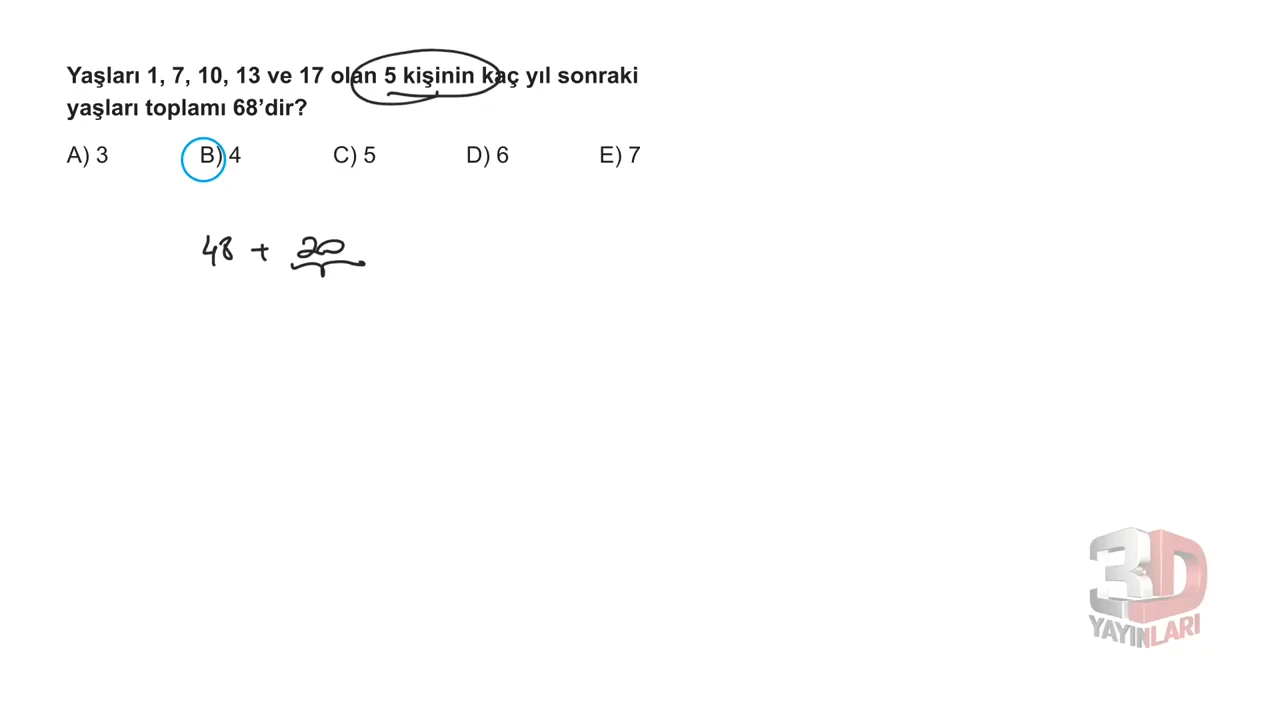 Yaşları 1, 7, 10, 13 ve 17 olan 5 kişinin kaç yıl sonraki
yaşları toplamı 68’dir?
A) 3 B) 4 C) 5 D) 6 E) 7
48 + 20
3D
YAYINLARI